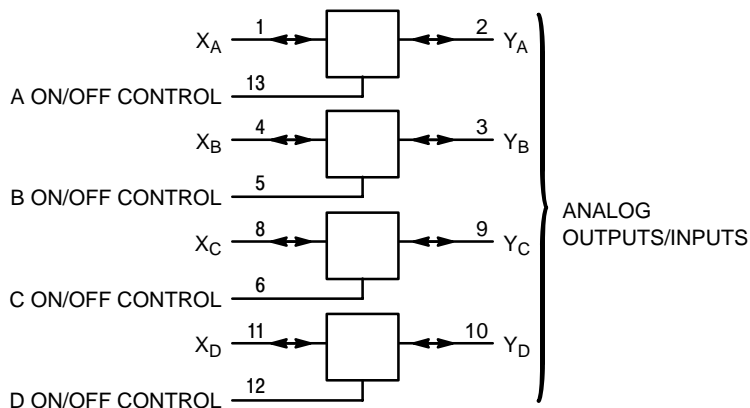 X_A 1 2 Y_A
A ON/OFF CONTROL 13
X_B 4 3 Y_B
B ON/OFF CONTROL 5
X_C 8 9 Y_C
C ON/OFF CONTROL 6
X_D 11 10 Y_D
D ON/OFF CONTROL 12
ANALOG
OUTPUTS/INPUTS